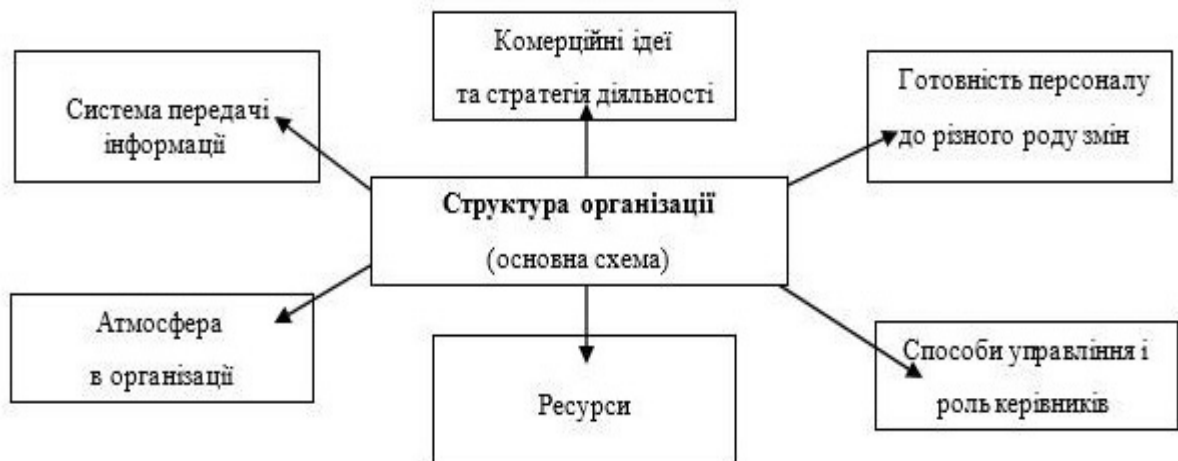 Комерційні ідеї
та стратегія діяльності
Система передачі
інформації
Готовність персоналу
до різного роду змін
Структура організації
(основна схема)
Атмосфера
в організації
Ресурси
Способи управління і
роль керівників